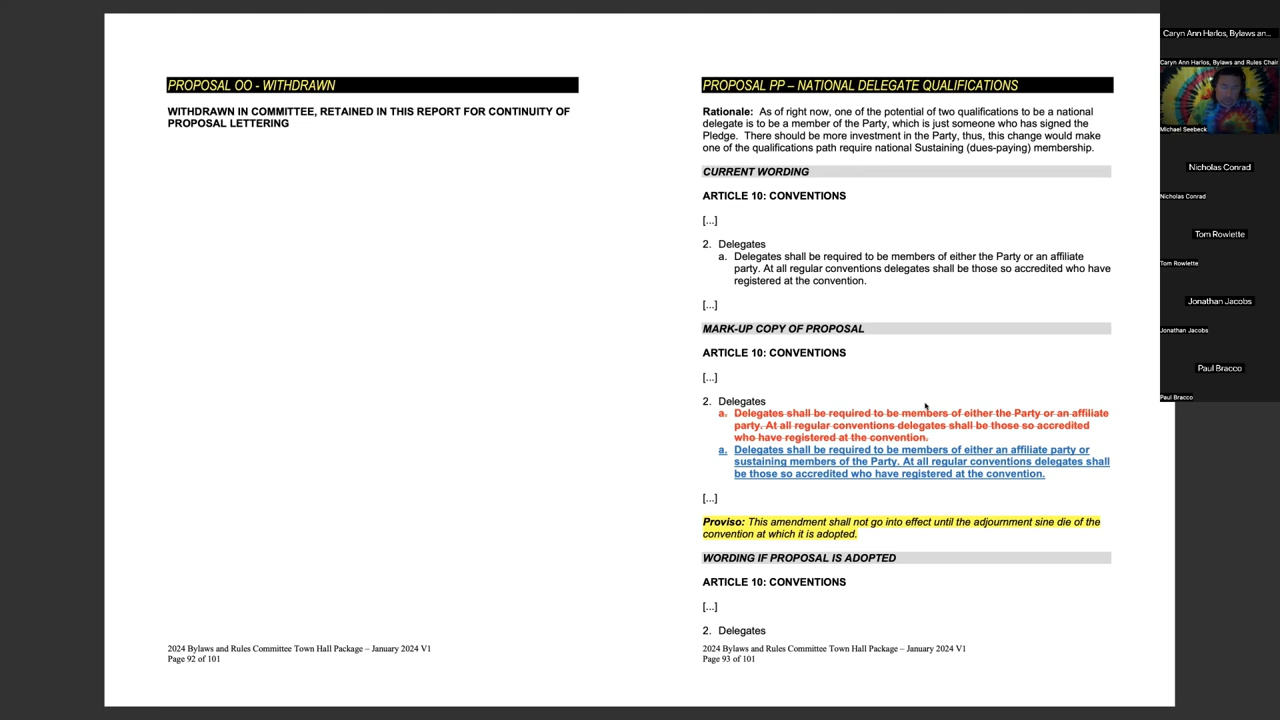 PROPOSAL OO - WITHDRAWN
WITHDRAWN IN COMMITTEE, RETAINED IN THIS REPORT FOR CONTINUITY OF
PROPOSAL LETTERING
2024 Bylaws and Rules Committee Town Hall Package – January 2024 V1
Page 92 of 101
PROPOSAL PP – NATIONAL DELEGATE QUALIFICATIONS
Rationale: As of right now, one of the potential of two qualifications to be a national
delegate is to be a member of the Party, which is just someone who has signed the
Pledge. There should be more investment in the Party, thus, this change would make
one of the qualifications path require national Sustaining (dues-paying) membership.
CURRENT WORDING
ARTICLE 10: CONVENTIONS
[...]
2. Delegates
a. Delegates shall be required to be members of either the Party or an affiliate
party. At all regular conventions delegates shall be those so accredited who have
registered at the convention.
[...]
MARK-UP COPY OF PROPOSAL
ARTICLE 10: CONVENTIONS
[...]
2. Delegates
a. Delegates shall be required to be members of either the Party or an affiliate
party. At all regular conventions delegates shall be those so accredited
who have registered at the convention.
a. Delegates shall be required to be members of either an affiliate party or
sustaining members of the Party. At all regular conventions delegates shall
be those so accredited who have registered at the convention.
[...]
Proviso: This amendment shall not go into effect until the adjournment sine die of the
convention at which it is adopted.
WORDING IF PROPOSAL IS ADOPTED
ARTICLE 10: CONVENTIONS
[...]
2. Delegates
2024 Bylaws and Rules Committee Town Hall Package – January 2024 V1
Page 93 of 101
Caryn Ann Harlos, Bylaws an...
Caryn Ann Harlos, Bylaws and Rules Chair
Michael Seebeck
Nicholas Conrad
Nicholas Conrad
Tom Rowlette
Tom Rowlette
Jonathan Jacobs
Jonathan Jacobs
Paul Bracco
Paul Bracco